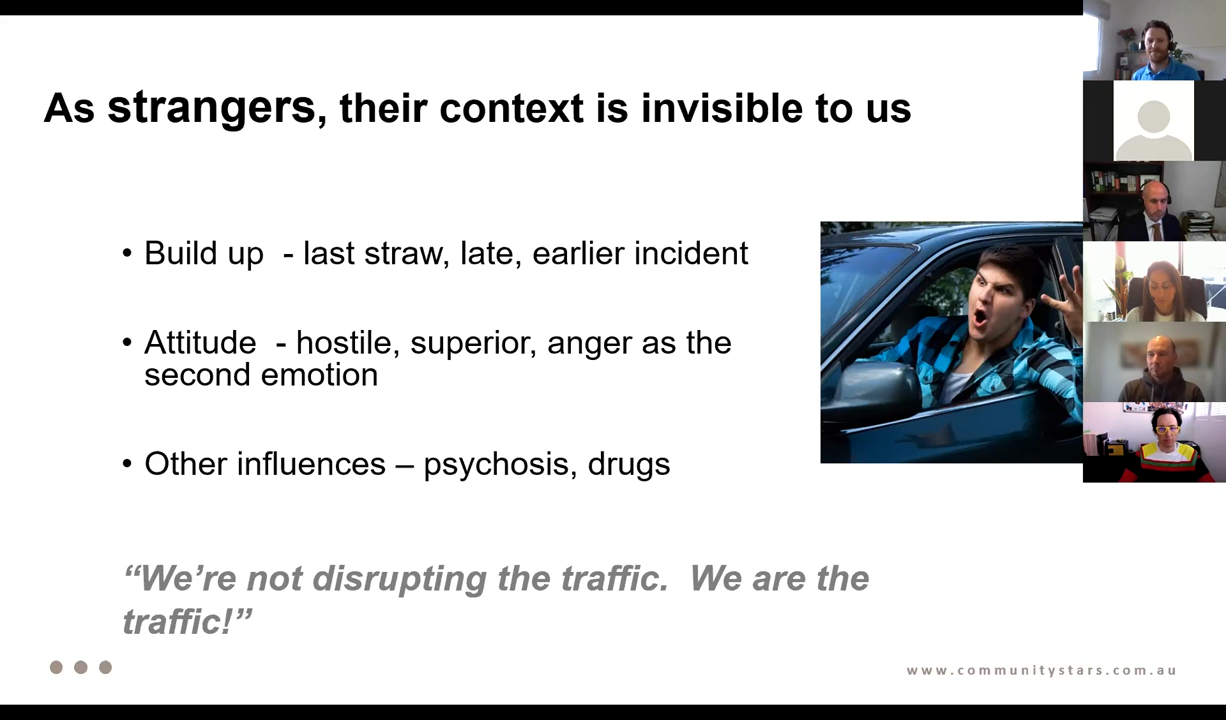 As strangers, their context is invisible to us
• Build up - last straw, late, earlier incident
• Attitude - hostile, superior, anger as the
second emotion
• Other influences – psychosis, drugs
“We’re not disrupting the traffic. We are the
traffic!”
www.communitystars.com.au